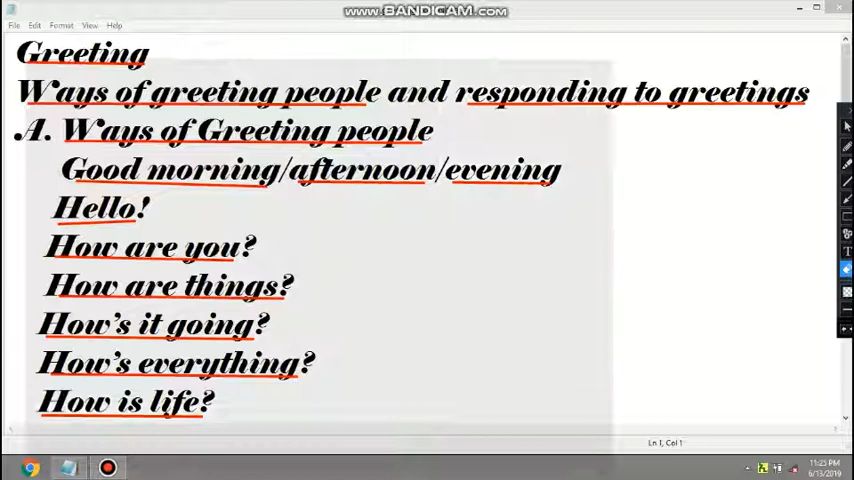 www.BANDICAM.com
File Edit Format View Help
Greeting
Ways of greeting people and responding to greetings
A. Ways of Greeting people
Good morning/afternoon/evening
Hello!
How are you?
How are things?
How's it going?
How's everything?
How is life?
Ln 1, Col 1
11:25 PM
6/13/2019